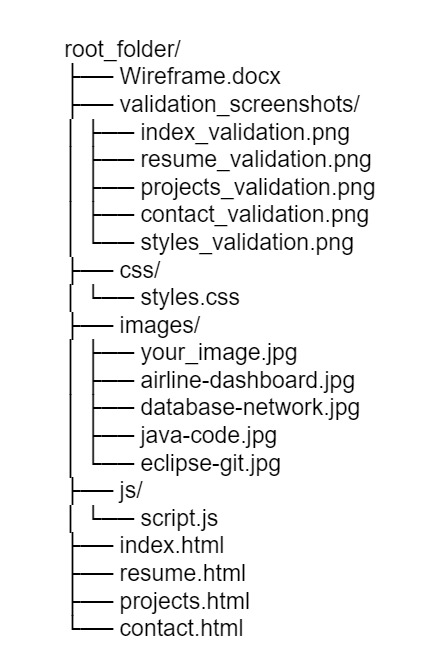 root_folder/
├── Wireframe.docx
├── validation_screenshots/
│ ├── index_validation.png
│ ├── resume_validation.png
│ ├── projects_validation.png
│ ├── contact_validation.png
│ └── styles_validation.png
├── css/
│ └── styles.css
├── images/
│ ├── your_image.jpg
│ ├── airline-dashboard.jpg
│ ├── database-network.jpg
│ ├── java-code.jpg
│ └── eclipse-git.jpg
├── js/
│ └── script.js
├── index.html
├── resume.html
├── projects.html
└── contact.html